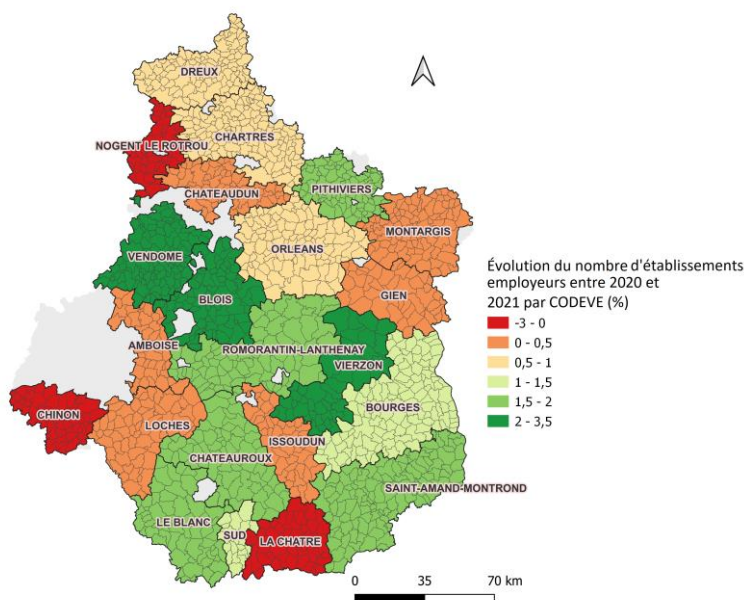 DREUX
CHARTRES
NOGENT LE ROTROU
CHATEAUDUN
PITHIVIERS
MONTARGIS
ORLEANS
VENDOME
GIEN
BLOIS
AMBOISE
ROMORANTIN-LANTHENAY
VIERZON
BOURGES
CHINON
LOCHES
ISSOUDUN
CHATEAUROUX
SAINT-AMAND-MONTROND
LE BLANC
SUD
LA CHATRE
Évolution du nombre d'établissements
employeurs entre 2020 et
2021 par CODEVE (%)
-3 - 0
0 - 0,5
0,5 - 1
1 - 1,5
1,5 - 2
2 - 3,5
0 35 70 km